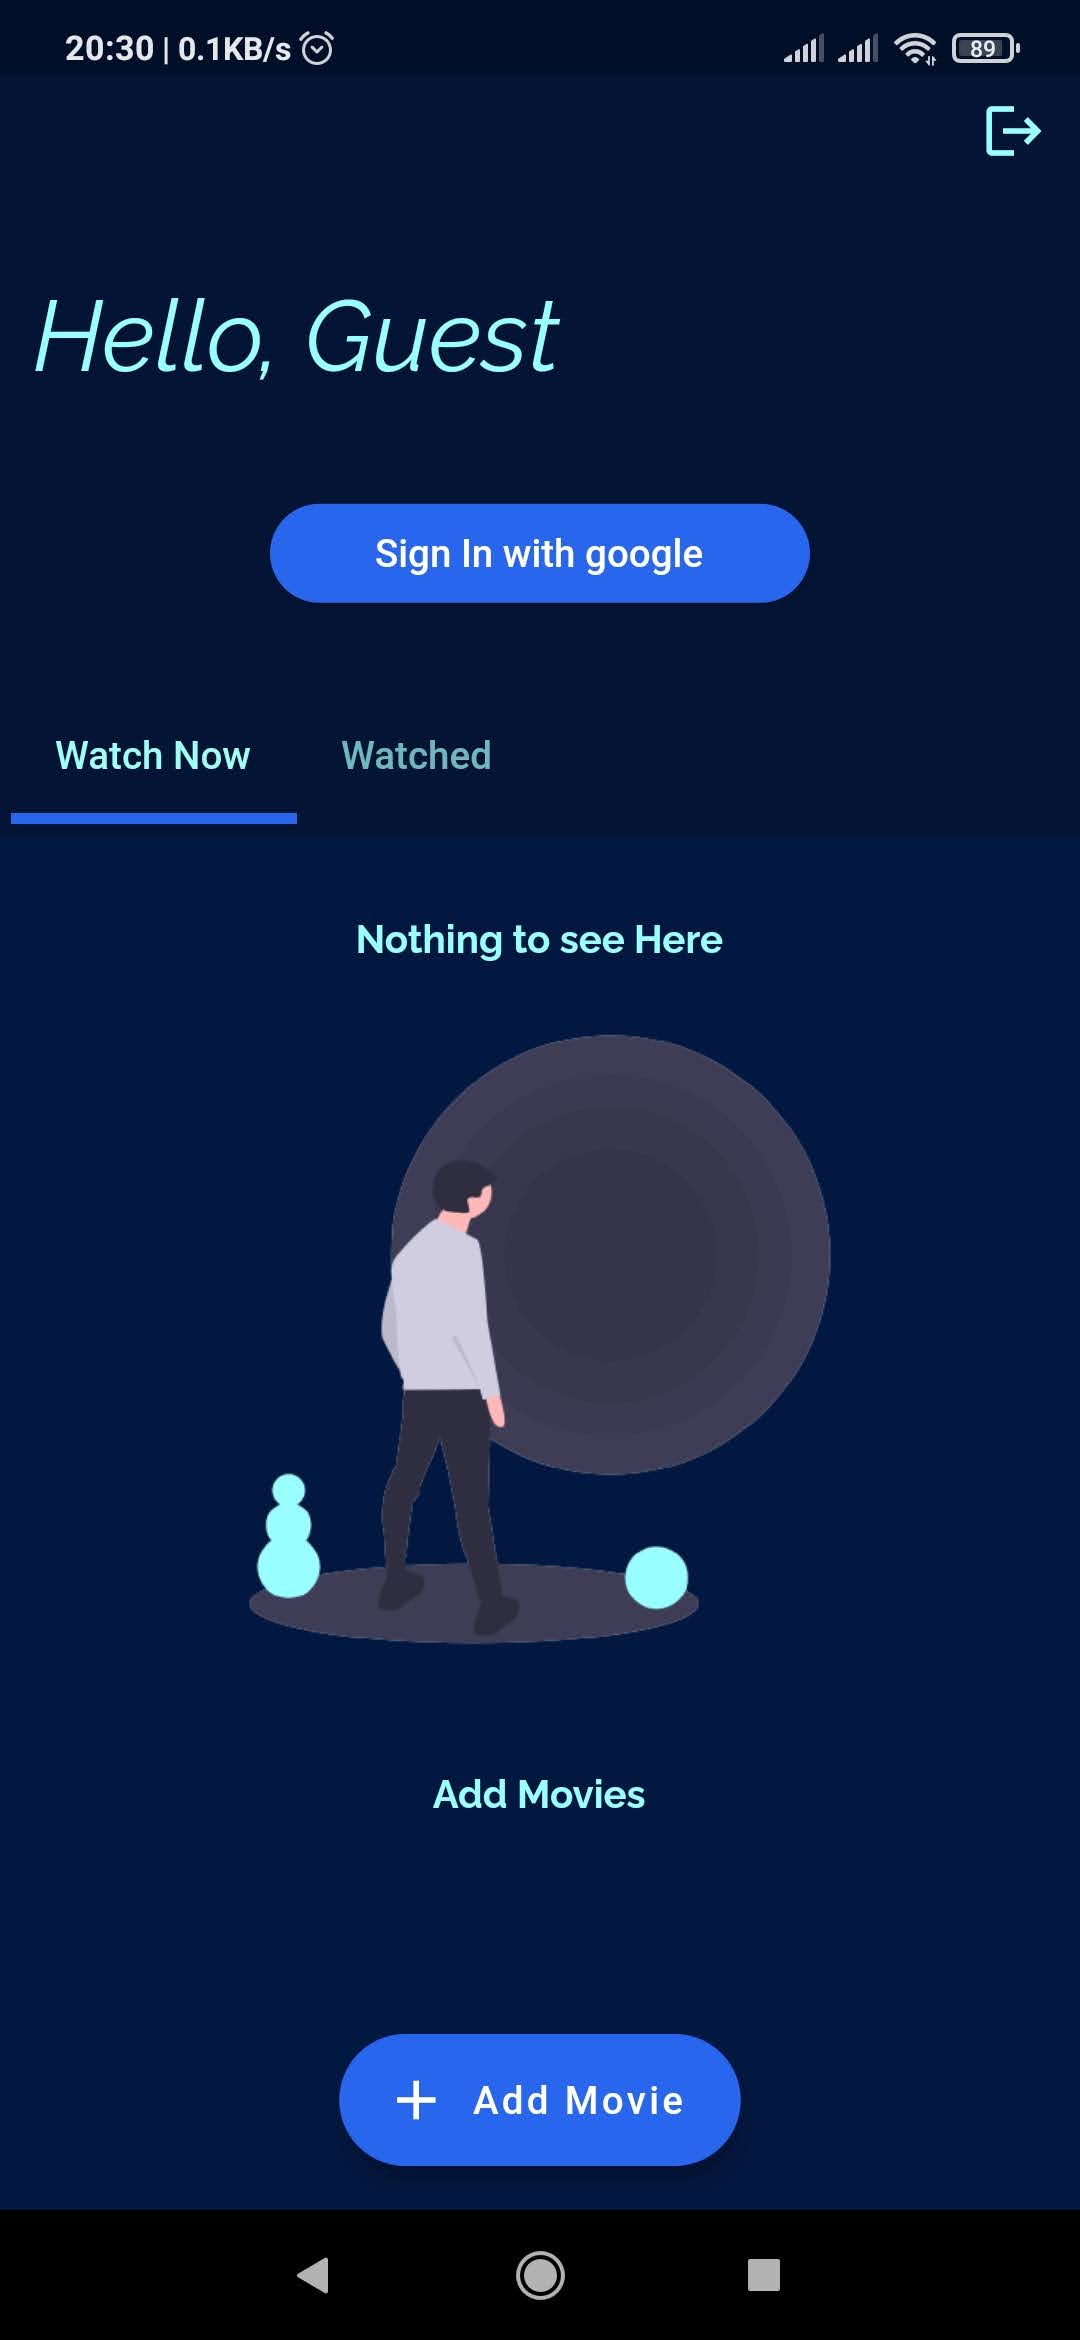 20:30 | 0.1KB/s
89
Hello, Guest
Sign In with google
Watch Now Watched
Nothing to see Here
Add Movies
+ Add Movie